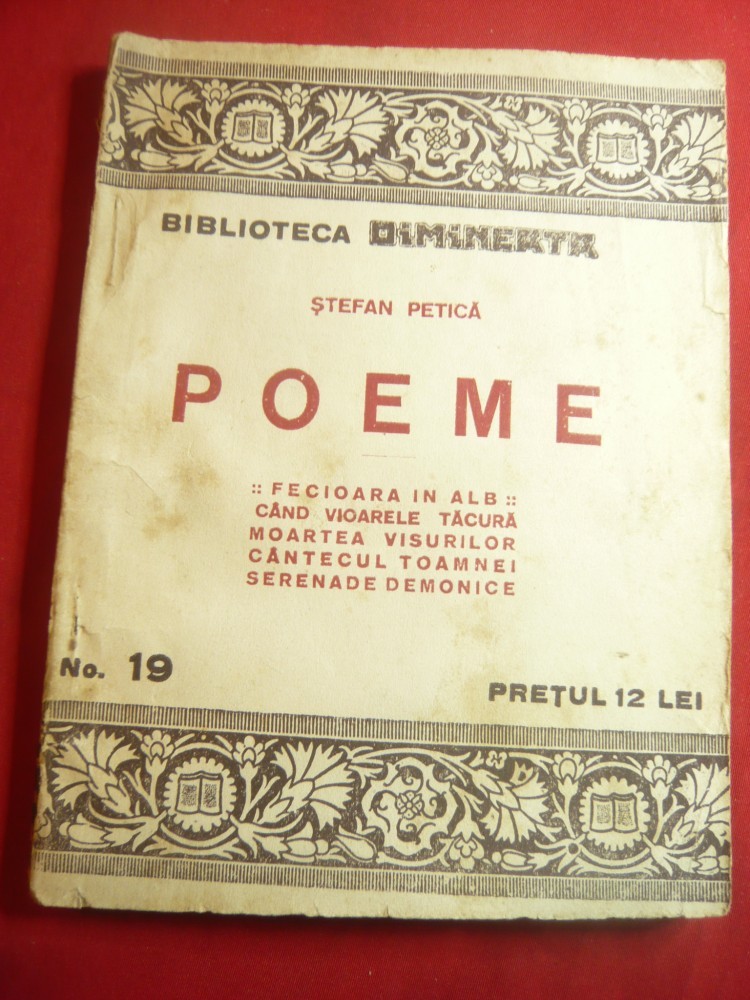 BIBLIOTECA DiMiNEAȚA
ȘTEFAN PETICĂ
POEME
:: FECIOARA IN ALB ::
CÂND VIOARELE TĂCURĂ
MOARTEA VISURILOR
CÂNTECUL TOAMNEI
SERENADE DEMONICE
No. 19
PREȚUL 12 LEI